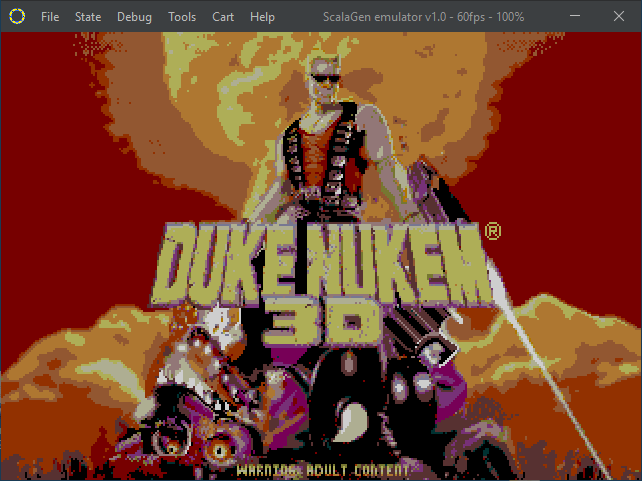 File State Debug Tools Cart Help ScalaGen emulator v1.0 - 60fps - 100%
DUKE NUKEM®
3D
WARNING: ADULT CONTENT